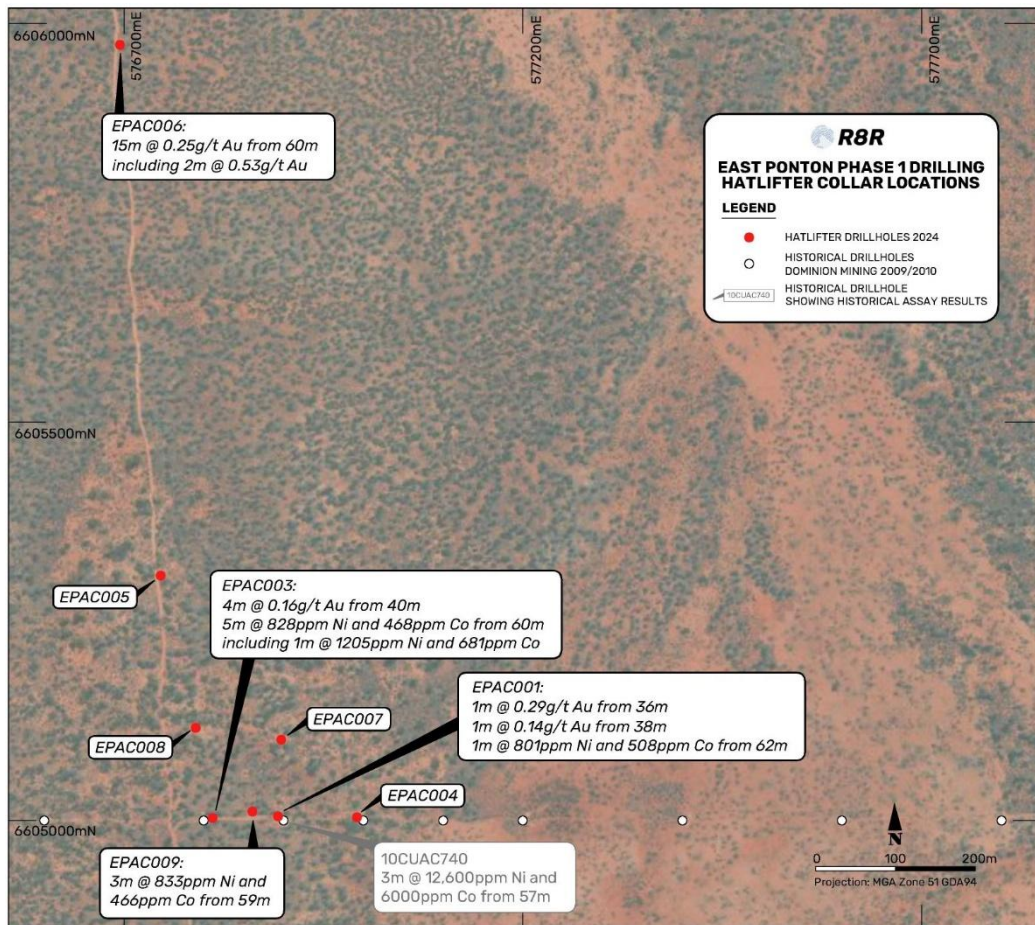 6606000mN
576700mE
577200mE
577700mE
EPAC006:
15m @ 0.25g/t Au from 60m
including 2m @ 0.53g/t Au
R8R
EAST PONTON PHASE 1 DRILLING
HATLIFTER COLLAR LOCATIONS
LEGEND
HATLIFTER DRILLHOLES 2024
HISTORICAL DRILLHOLES
DOMINION MINING 2009/2010
10CUAC740
HISTORICAL DRILLHOLE
SHOWING HISTORICAL ASSAY RESULTS
6605500mN
EPAC005
EPAC003:
4m @ 0.16g/t Au from 40m
5m @ 828ppm Ni and 468ppm Co from 60m
including 1m @ 1205ppm Ni and 681ppm Co
EPAC001:
1m @ 0.29g/t Au from 36m
1m @ 0.14g/t Au from 38m
1m @ 801ppm Ni and 508ppm Co from 62m
EPAC007
EPAC008
EPAC004
6605000mN
EPAC009:
3m @ 833ppm Ni and
466ppm Co from 59m
10CUAC740
3m @ 12,600ppm Ni and
6000ppm Co from 57m
N
0 100 200m
Projection: MGA Zone 51 GDA94